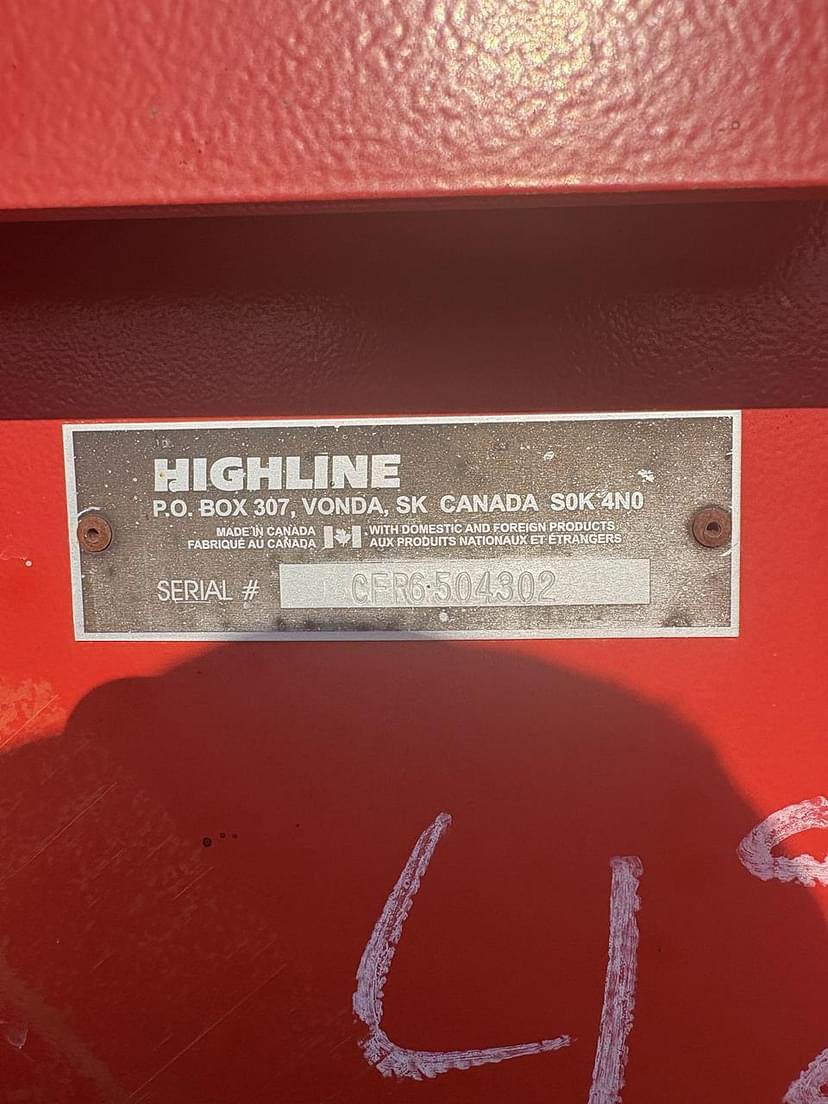 HIGHLINE
P.O. BOX 307, VONDA, SK CANADA S0K 4N0
MADE IN CANADA WITH DOMESTIC AND FOREIGN PRODUCTS
FABRIQUÉ AU CANADA AUX PRODUITS NATIONAUX ET ÉTRANGERS
SERIAL # CFR6504302
4